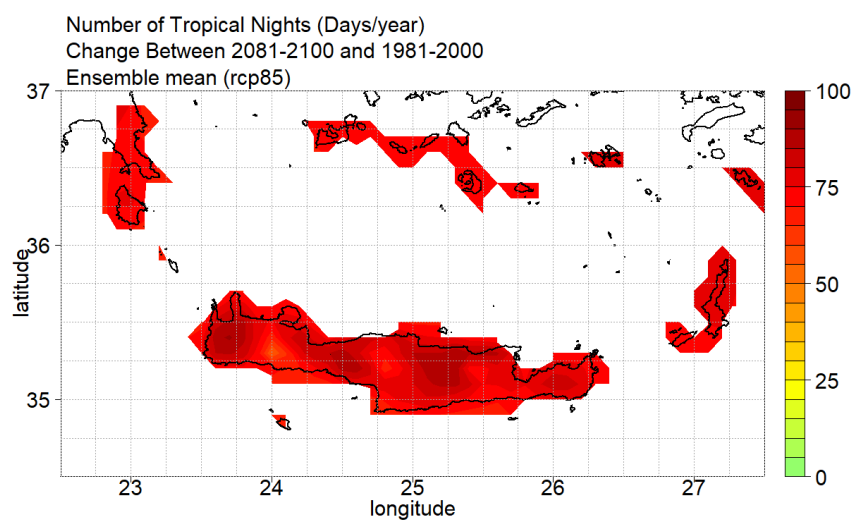 Number of Tropical Nights (Days/year)
Change Between 2081-2100 and 1981-2000
Ensemble mean (rcp85)
37
36
35
latitude
23
24
25
26
27
longitude
100
75
50
25
0